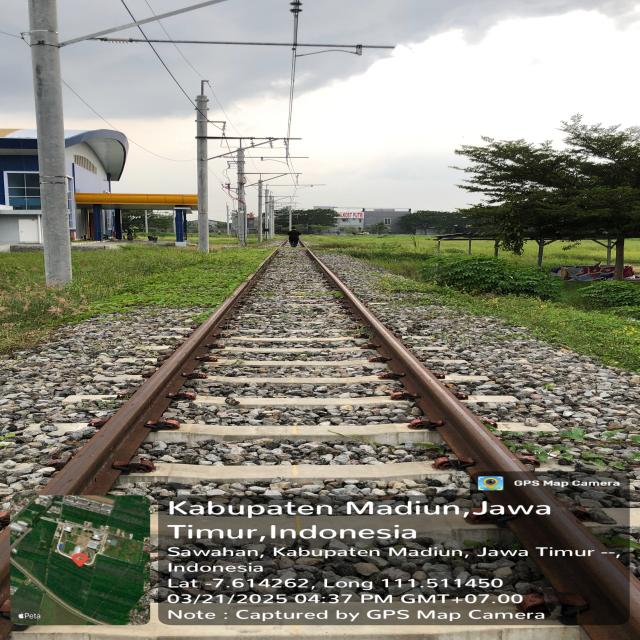 GPS Map Camera
Kabupaten Madiun,Jawa
Timur,Indonesia
Sawahan, Kabupaten Madiun, Jawa Timur --,
Indonesia
Lat -7.614262, Long 111.511450
03/21/2025 04:37 PM GMT+07.00
Note : Captured by GPS Map Camera
Peta